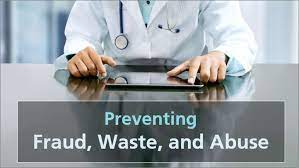 Preventing
Fraud, Waste, and Abuse